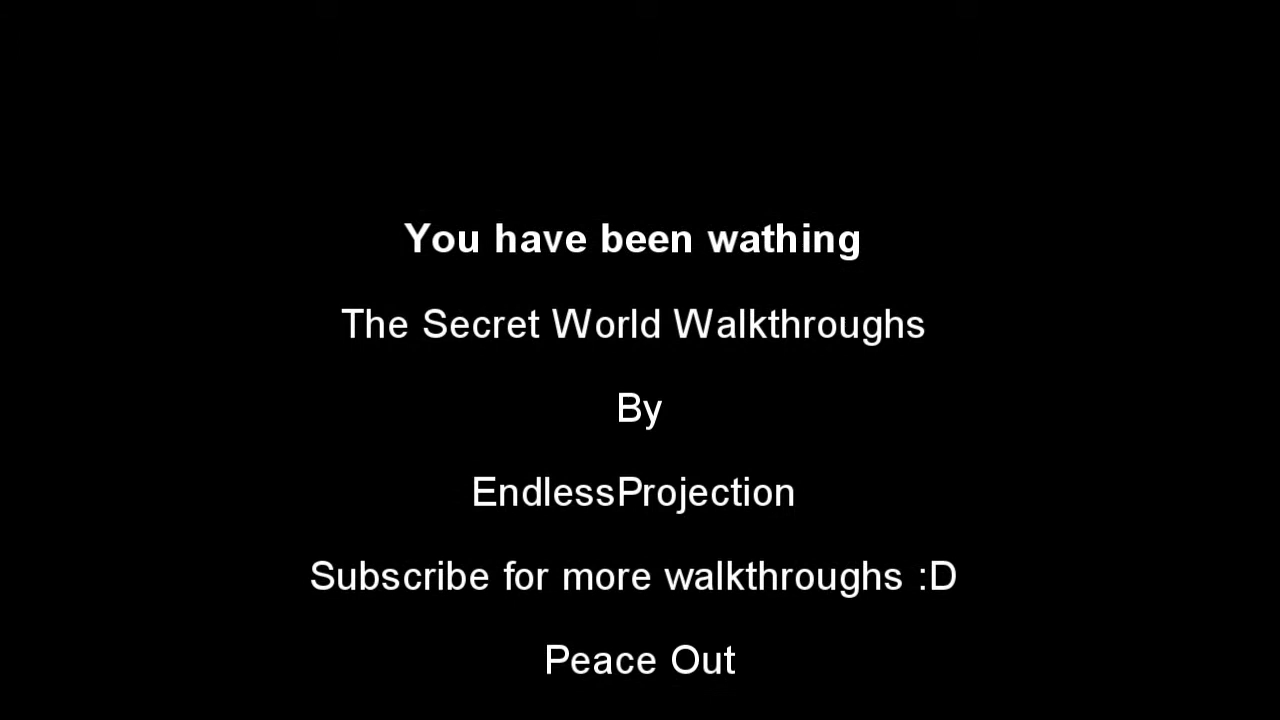 You have been wathing
The Secret World Walkthroughs
By
EndlessProjection
Subscribe for more walkthroughs :D
Peace Out